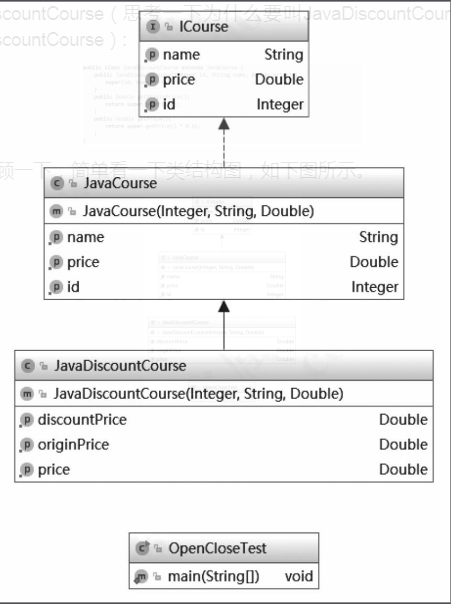 scountCourse（思考一下为什么要叫JavaDiscountCour
ICourse
scountCourse）:
name String
price Double
id Integer
顾一下，简单看一下类结构图，如下图所示。
JavaCourse
JavaCourse(Integer, String, Double)
name String
price Double
id Integer
JavaDiscountCourse
JavaDiscountCourse(Integer, String, Double)
discountPrice Double
originPrice Double
price Double
OpenCloseTest
main(String[]) void